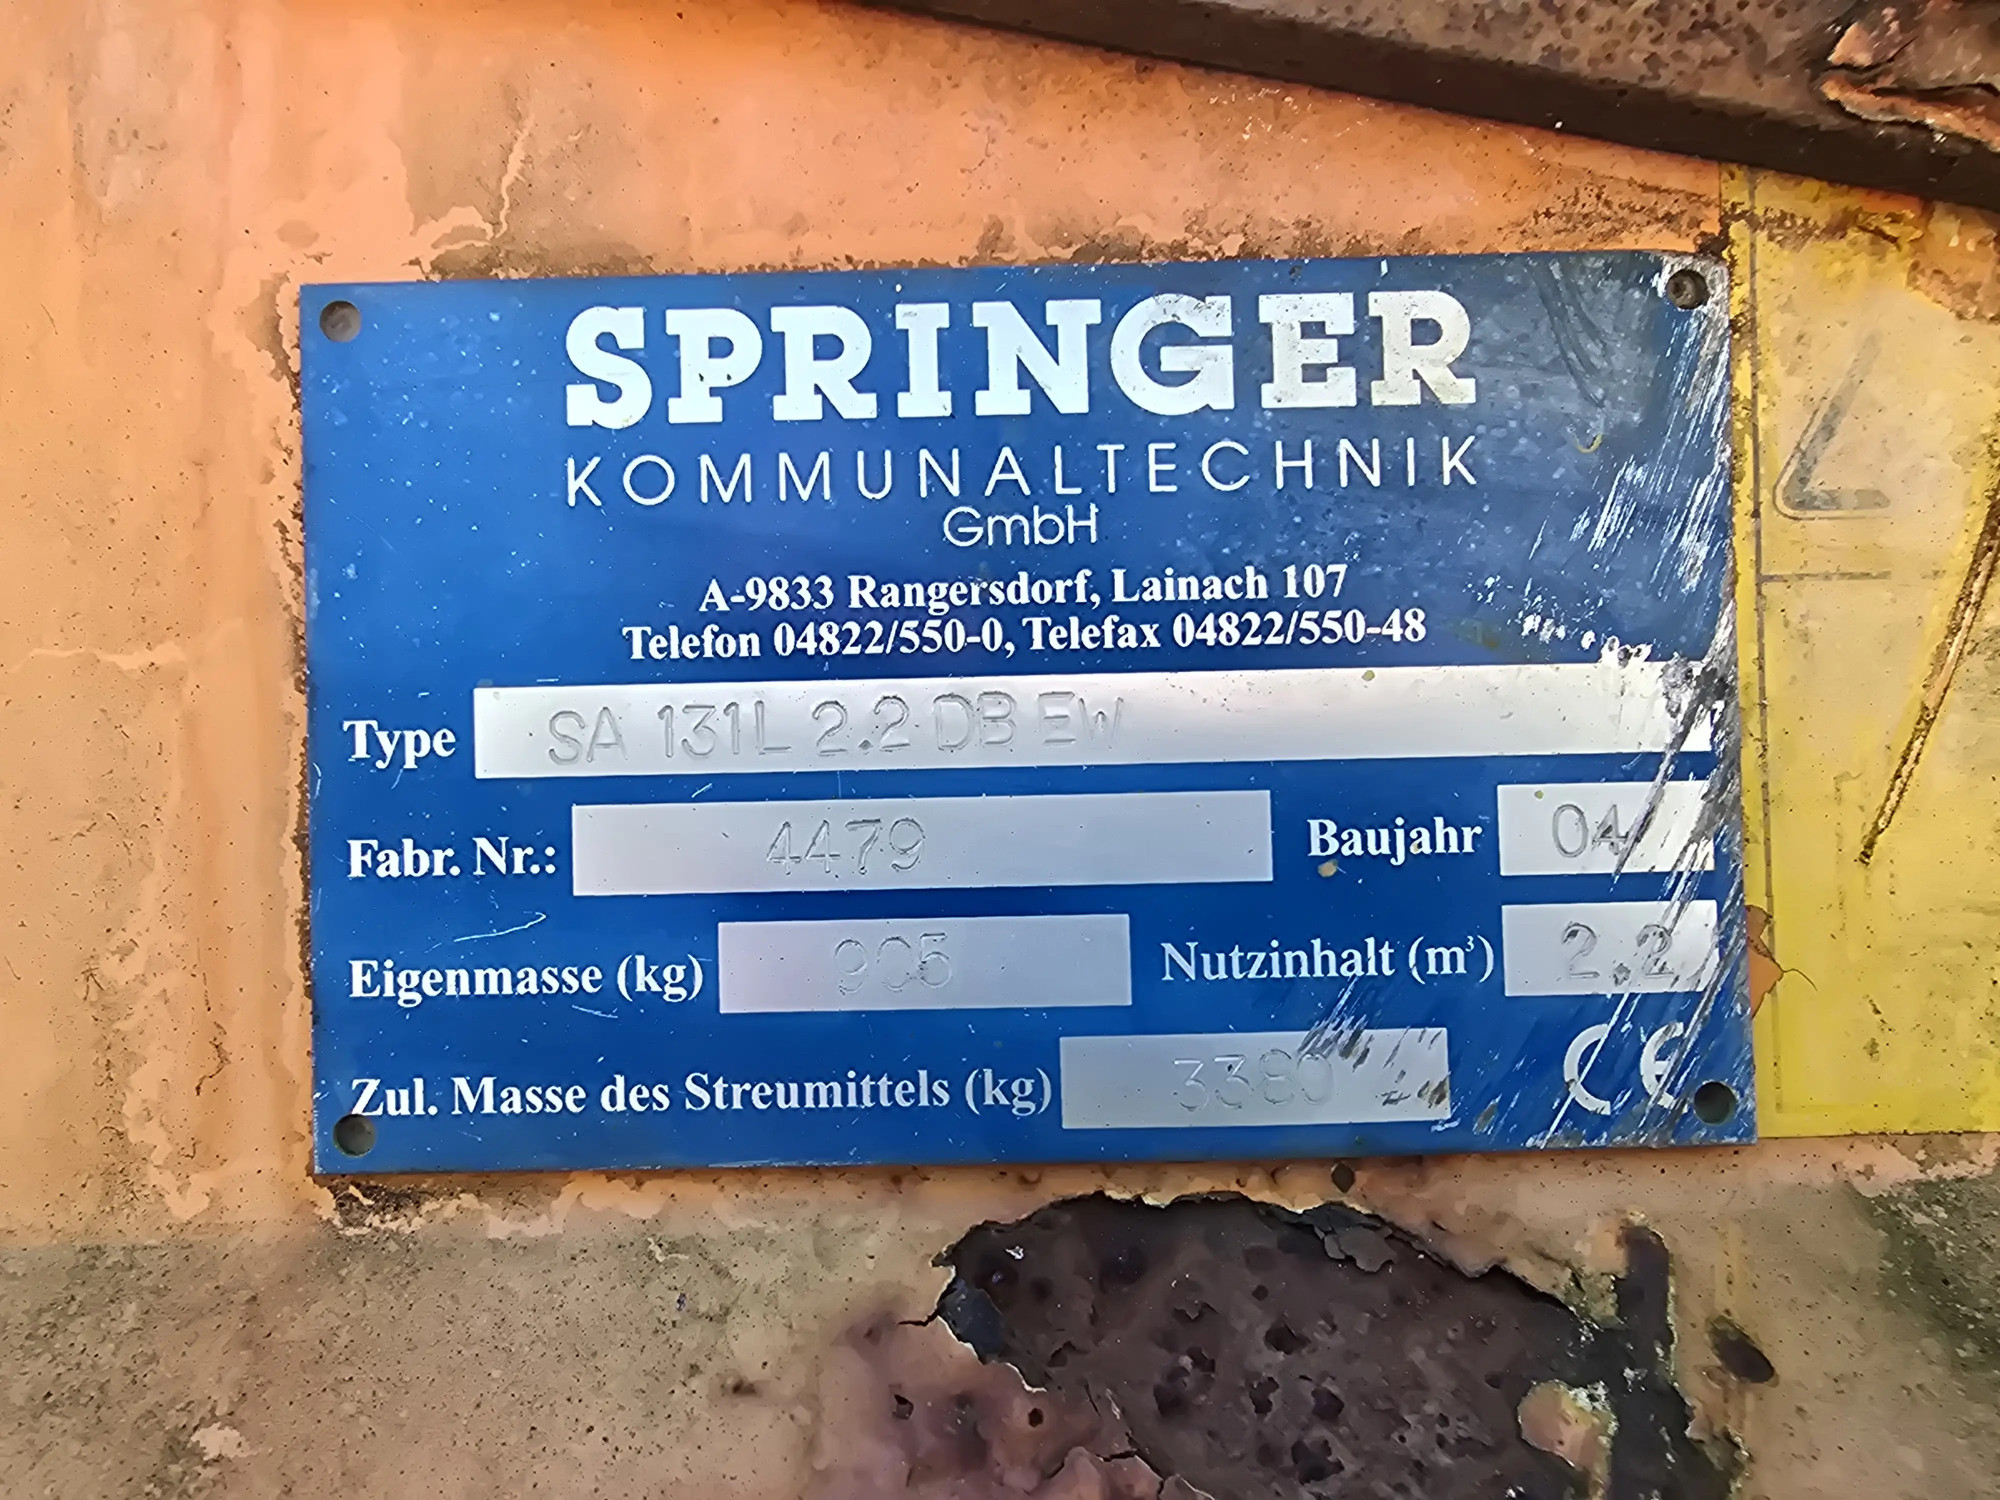 SPRINGER
KOMMUNALTECHNIK
GmbH
A-9833 Rangersdorf, Lainach 107
Telefon 04822/550-0, Telefax 04822/550-48
Type SA 131L 2.2 DB EW
Fabr. Nr.: 4479 Baujahr 04
Eigenmasse (kg) 905 Nutzinhalt (m³) 2.2
Zul. Masse des Streumittels (kg) 3380 CE